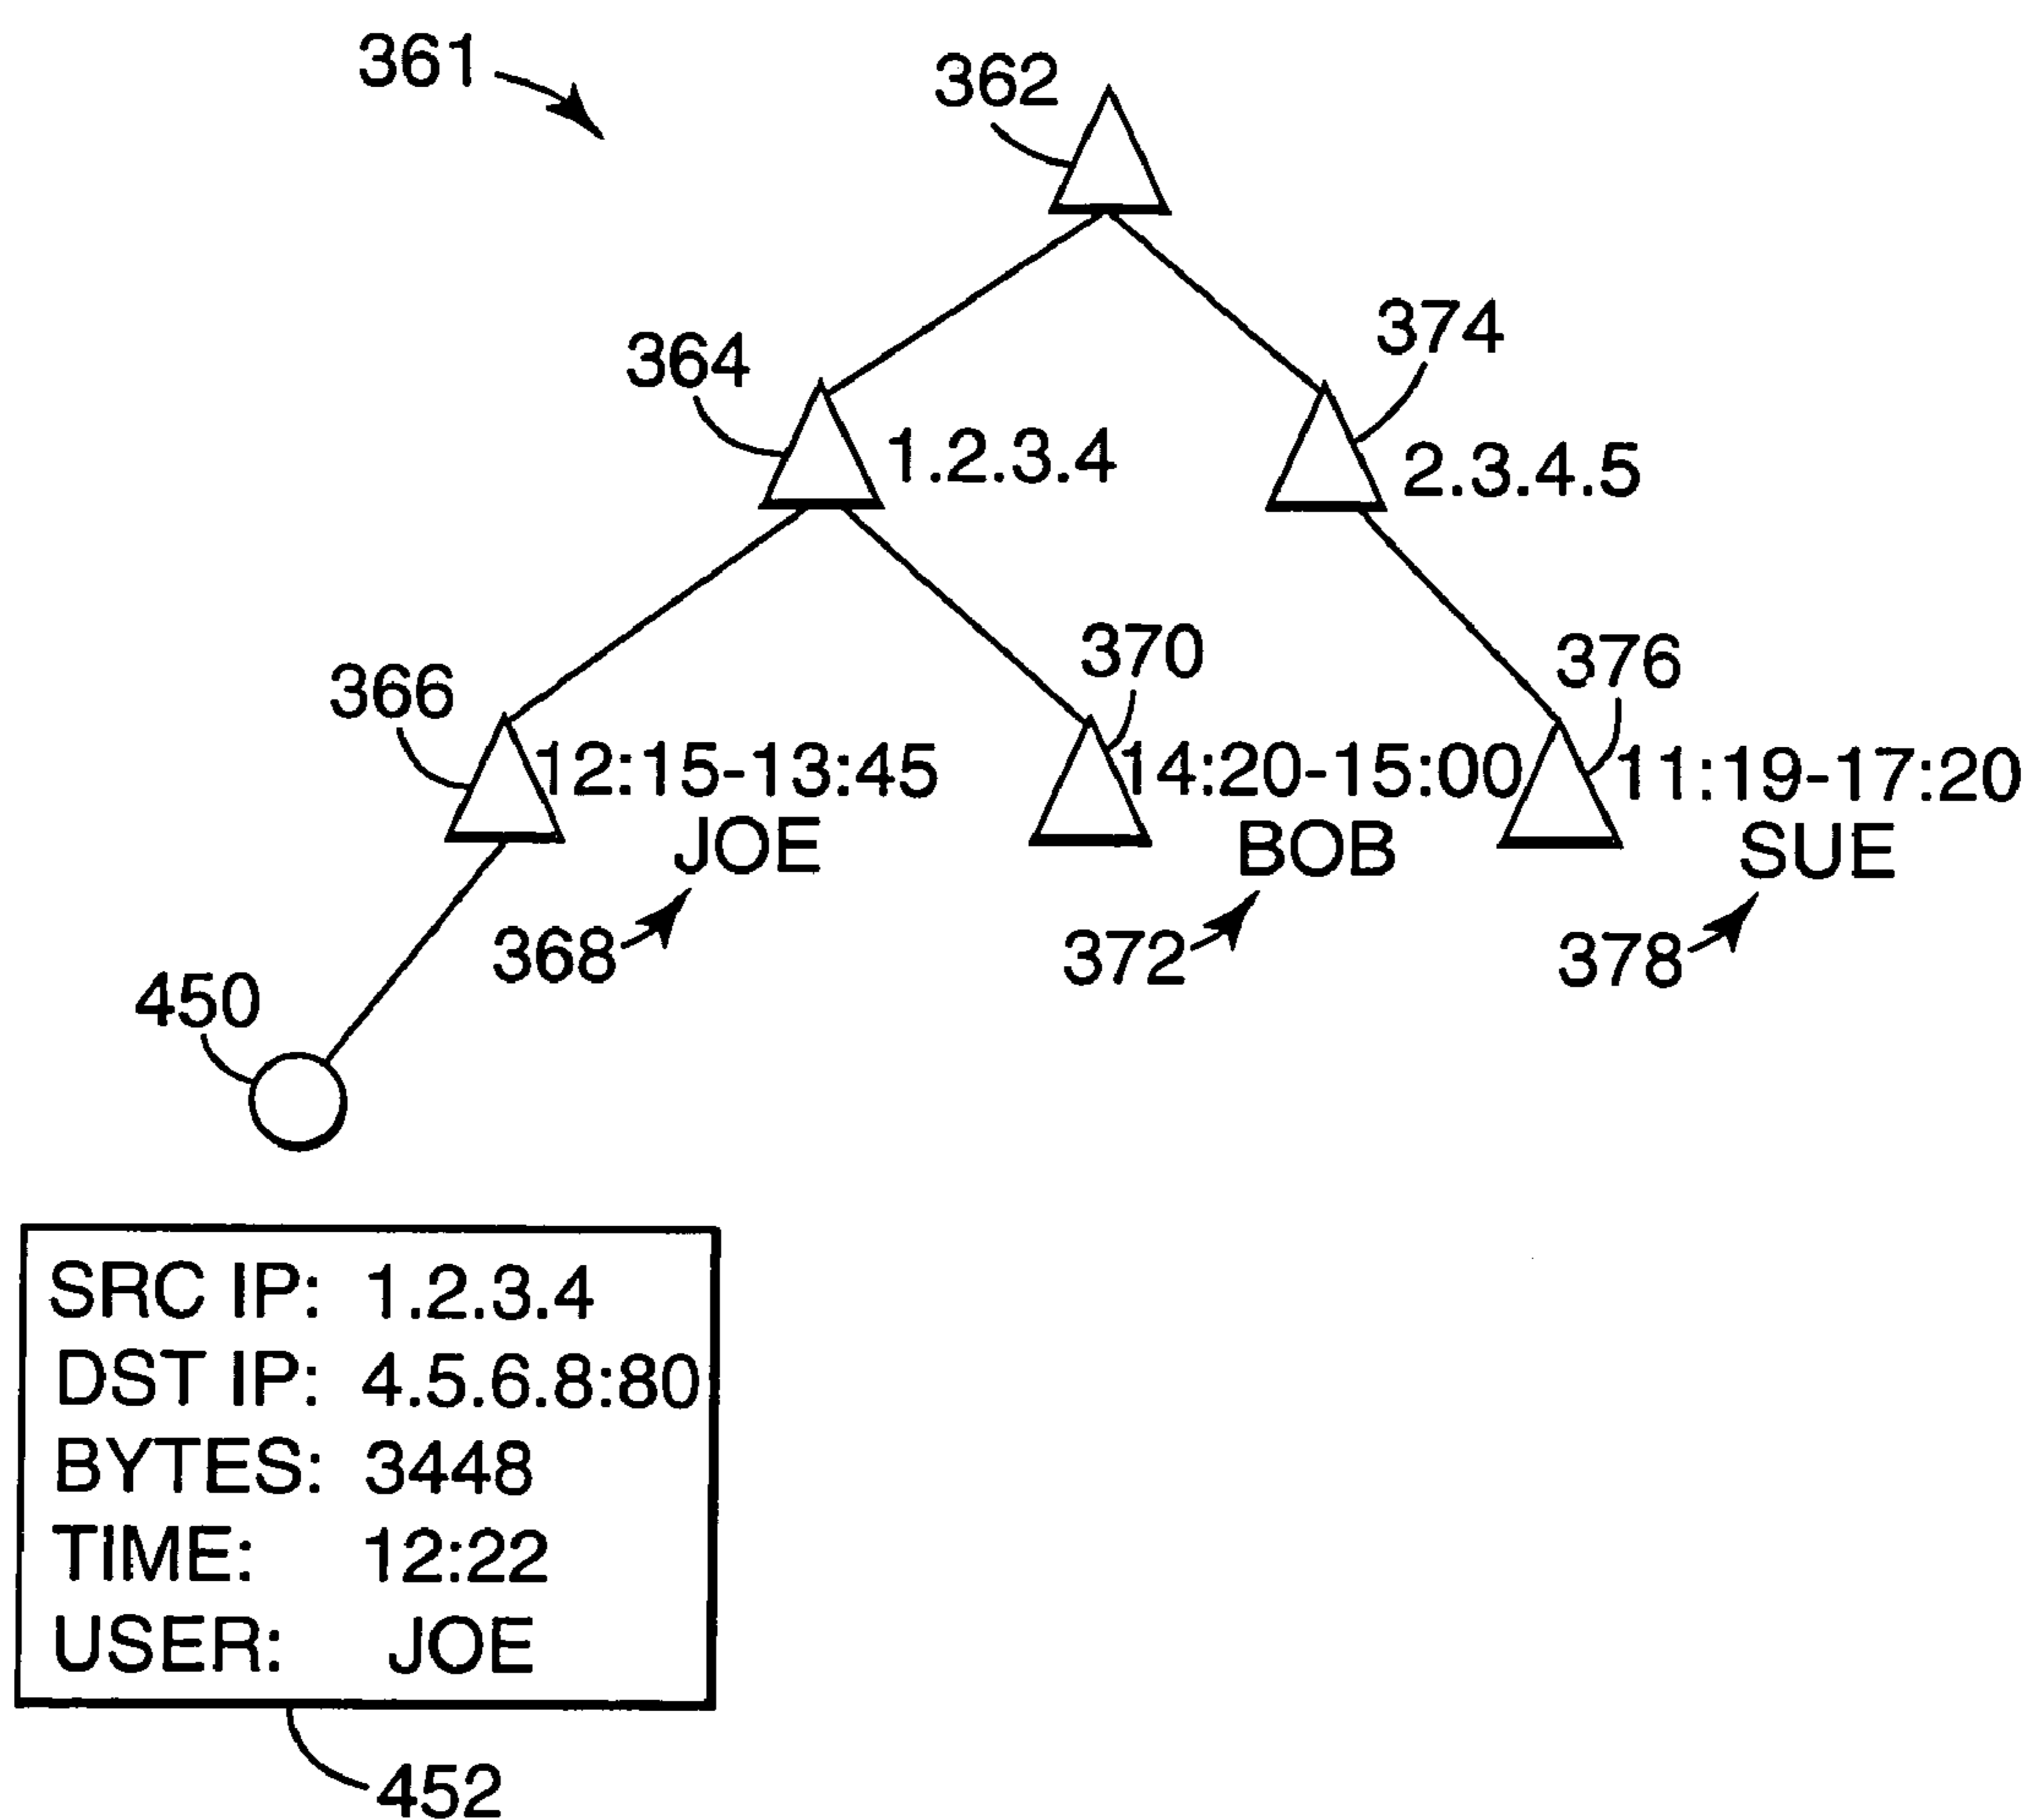 361
362
364
1.2.3.4
374
2.3.4.5
366
12:15-13:45
JOE
368
370
14:20-15:00
BOB
372
376
11:19-17:20
SUE
378
450
SRC IP: 1.2.3.4
DST IP: 4.5.6.8:80
BYTES: 3448
TIME: 12:22
USER: JOE
452